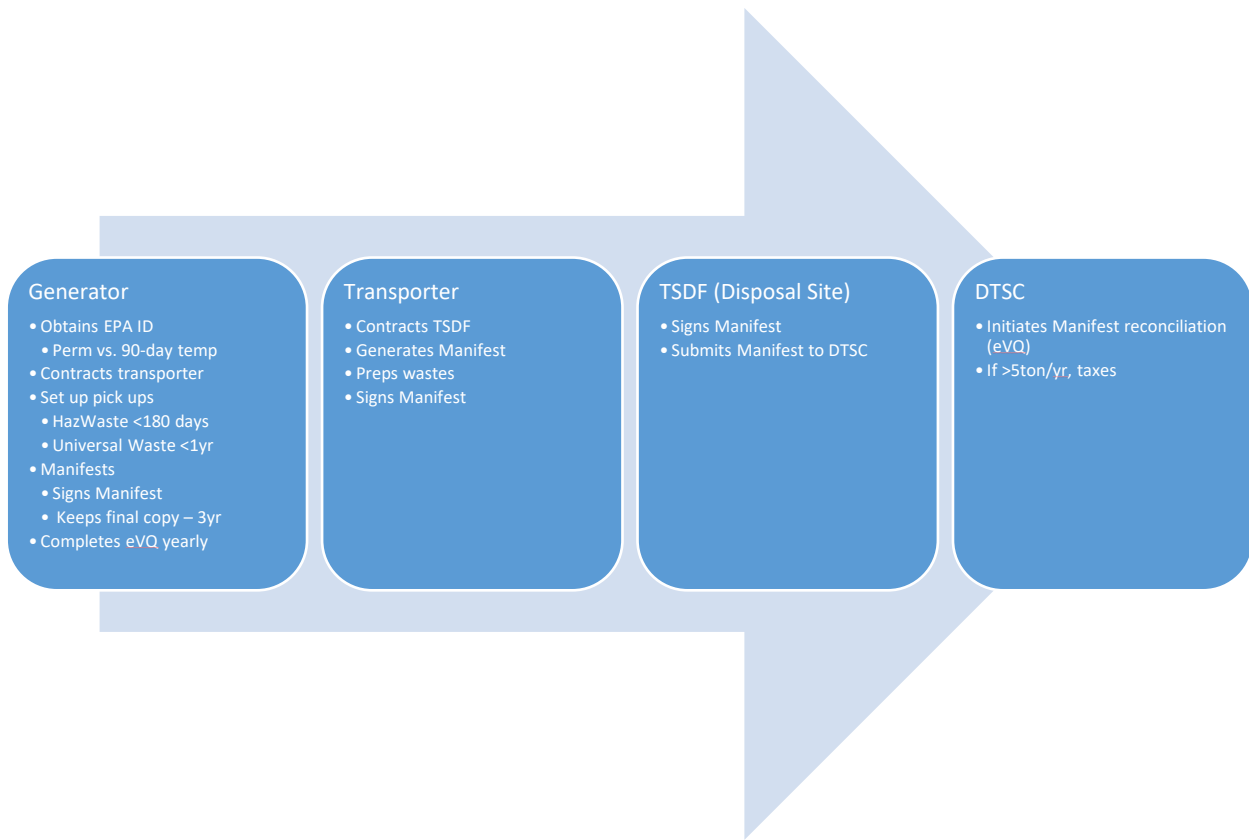 Generator
• Obtains EPA ID
• Perm vs. 90-day temp
• Contracts transporter
• Set up pick ups
• HazWaste <180 days
• Universal Waste <1yr
• Manifests
• Signs Manifest
• Keeps final copy – 3yr
• Completes eVQ yearly
Transporter
• Contracts TSDF
• Generates Manifest
• Preps wastes
• Signs Manifest
TSDF (Disposal Site)
• Signs Manifest
• Submits Manifest to DTSC
DTSC
• Initiates Manifest reconciliation
(eVQ)
• If >5ton/yr, taxes